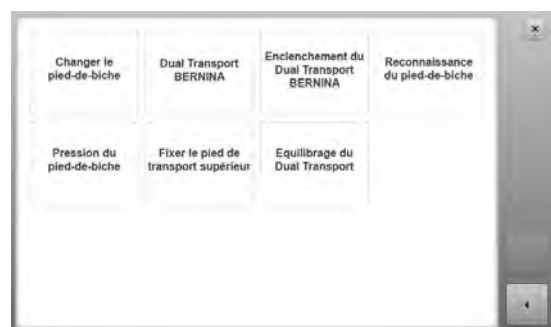 Changer le
pied-de-biche
Dual Transport
BERNINA
Enclenchement du
Dual Transport
BERNINA
Reconnaissance
du pied-de-biche
Pression du
pied-de-biche
Fixer le pied de
transport supérieur
Equilibrage du
Dual Transport